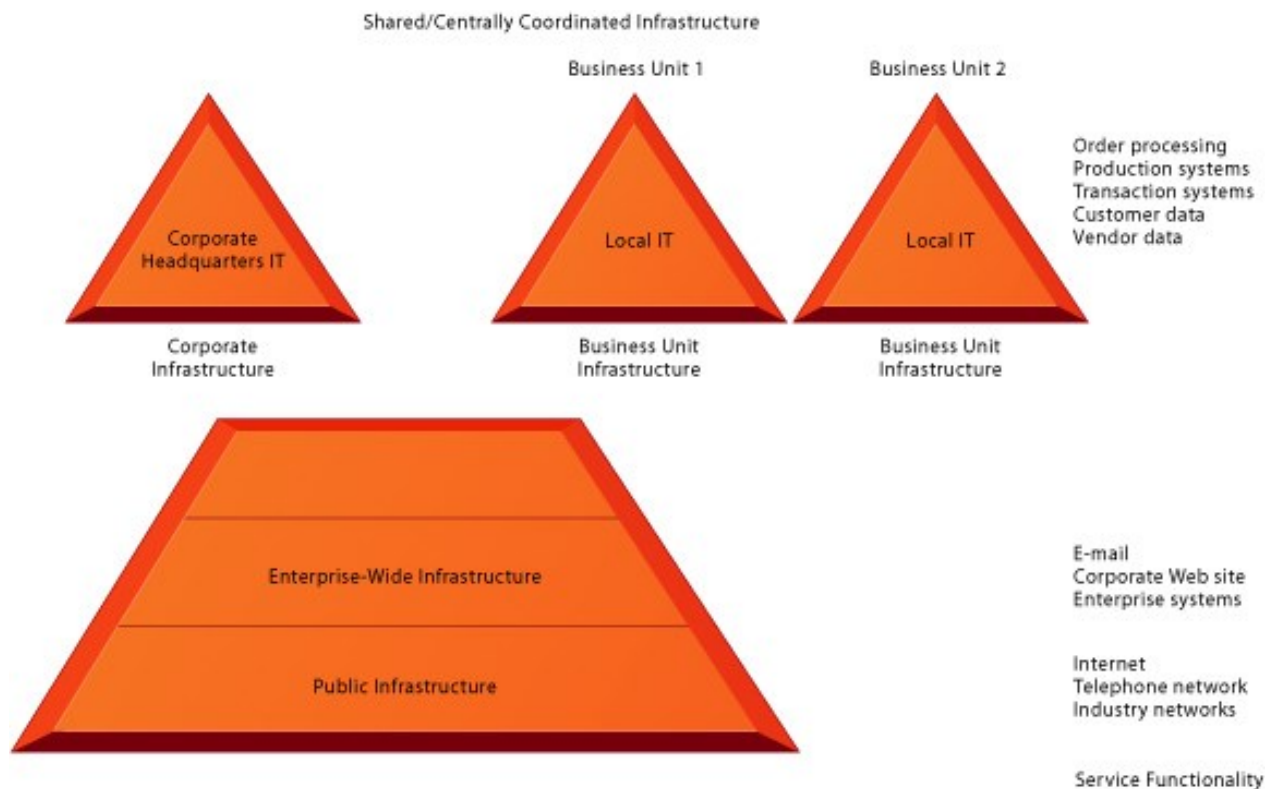 Shared/Centrally Coordinated Infrastructure
Business Unit 1
Business Unit 2
Corporate
Headquarters IT
Local IT
Local IT
Order processing
Production systems
Transaction systems
Customer data
Vendor data
Corporate
Infrastructure
Business Unit
Infrastructure
Business Unit
Infrastructure
Enterprise-Wide Infrastructure
E-mail
Corporate Web site
Enterprise systems
Public Infrastructure
Internet
Telephone network
Industry networks
Service Functionality